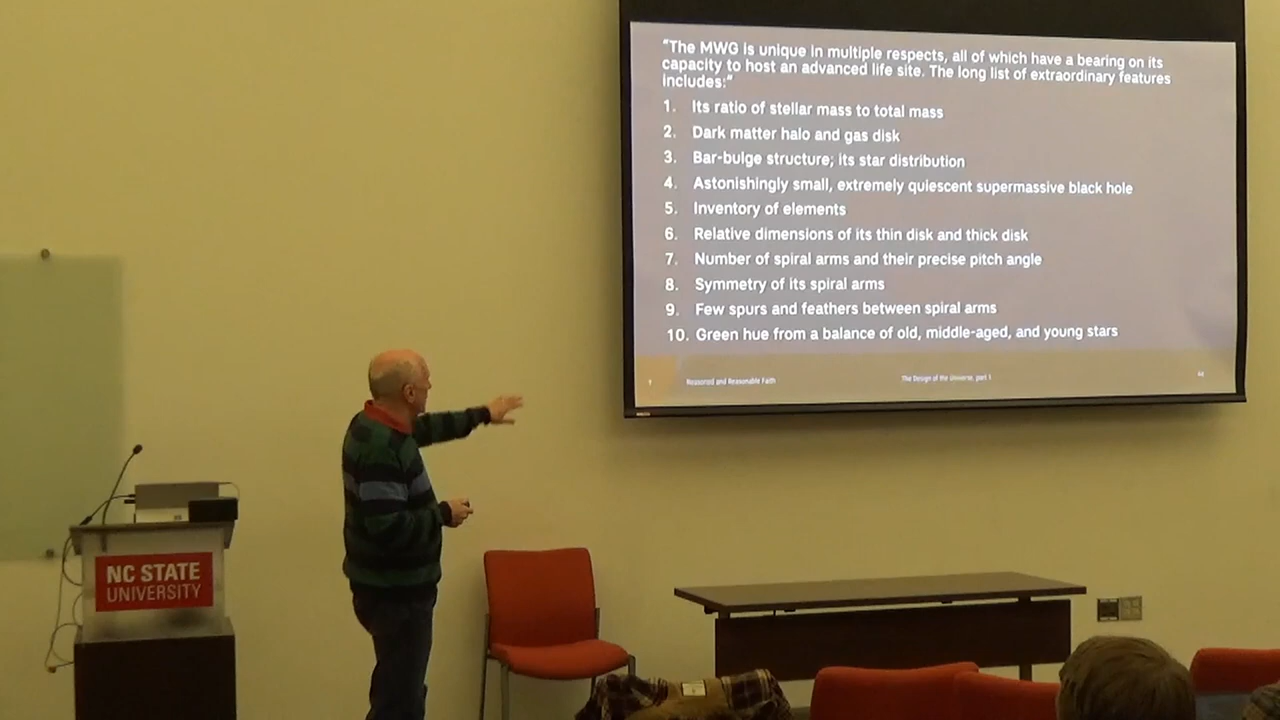 "The MWG is unique in multiple respects, all of which have a bearing on its
capacity to host an advanced life site. The long list of extraordinary features
includes:"
1. Its ratio of stellar mass to total mass
2. Dark matter halo and gas disk
3. Bar-bulge structure; its star distribution
4. Astonishingly small, extremely quiescent supermassive black hole
5. Inventory of elements
6. Relative dimensions of its thin disk and thick disk
7. Number of spiral arms and their precise pitch angle
8. Symmetry of its spiral arms
9. Few spurs and feathers between spiral arms
10. Green hue from a balance of old, middle-aged, and young stars
Reasoned and Reasonable Faith
The Design of the Universe, part 1
NC STATE
UNIVERSITY